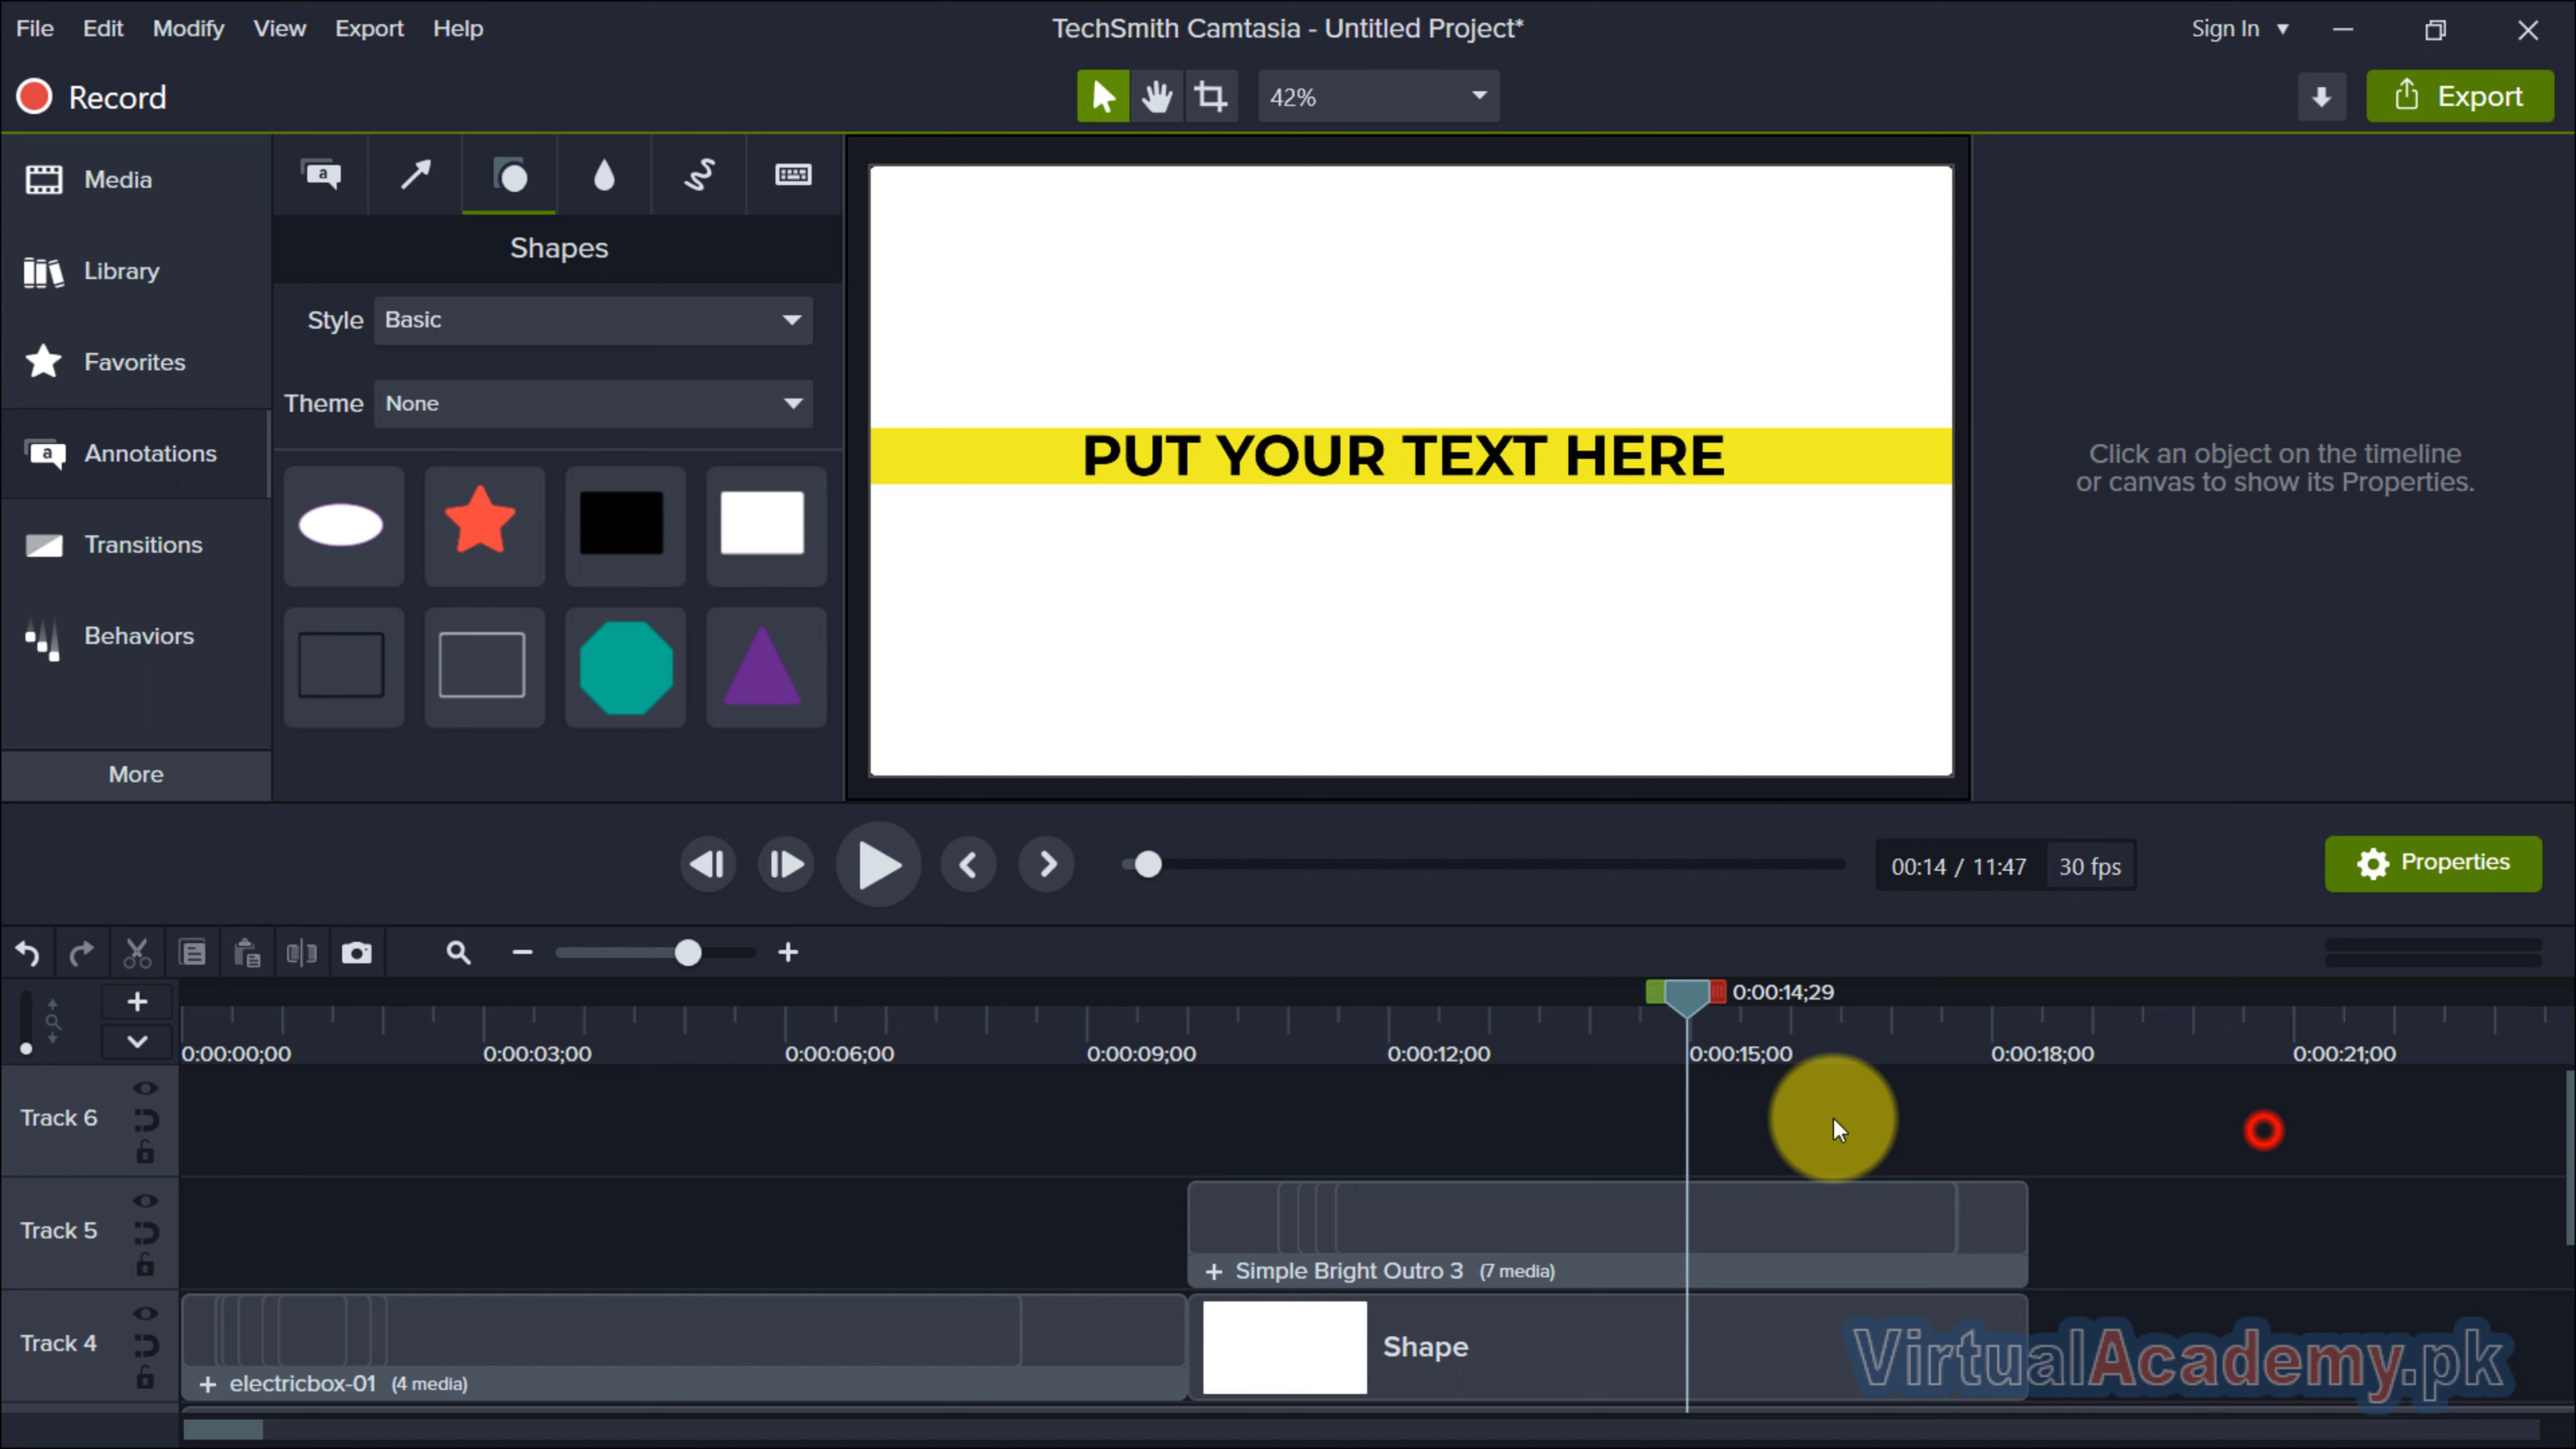 File Edit Modify View Export Help
TechSmith Camtasia - Untitled Project*
Sign In
Record
42%
Export
Media
Library
Favorites
a Annotations
Transitions
Behaviors
More
a
Shapes
Style Basic
Theme None
PUT YOUR TEXT HERE
Click an object on the timeline
or canvas to show its Properties.
00:14 / 11:47 30 fps
Properties
0:00:14;29
0:00:00;00 0:00:03;00 0:00:06;00 0:00:09;00 0:00:12;00 0:00:15;00 0:00:18;00 0:00:21;00
Track 6
Track 5
+ Simple Bright Outro 3 (7 media)
Track 4
Shape
+ electricbox-01 (4 media)
VirtualAcademy.pk